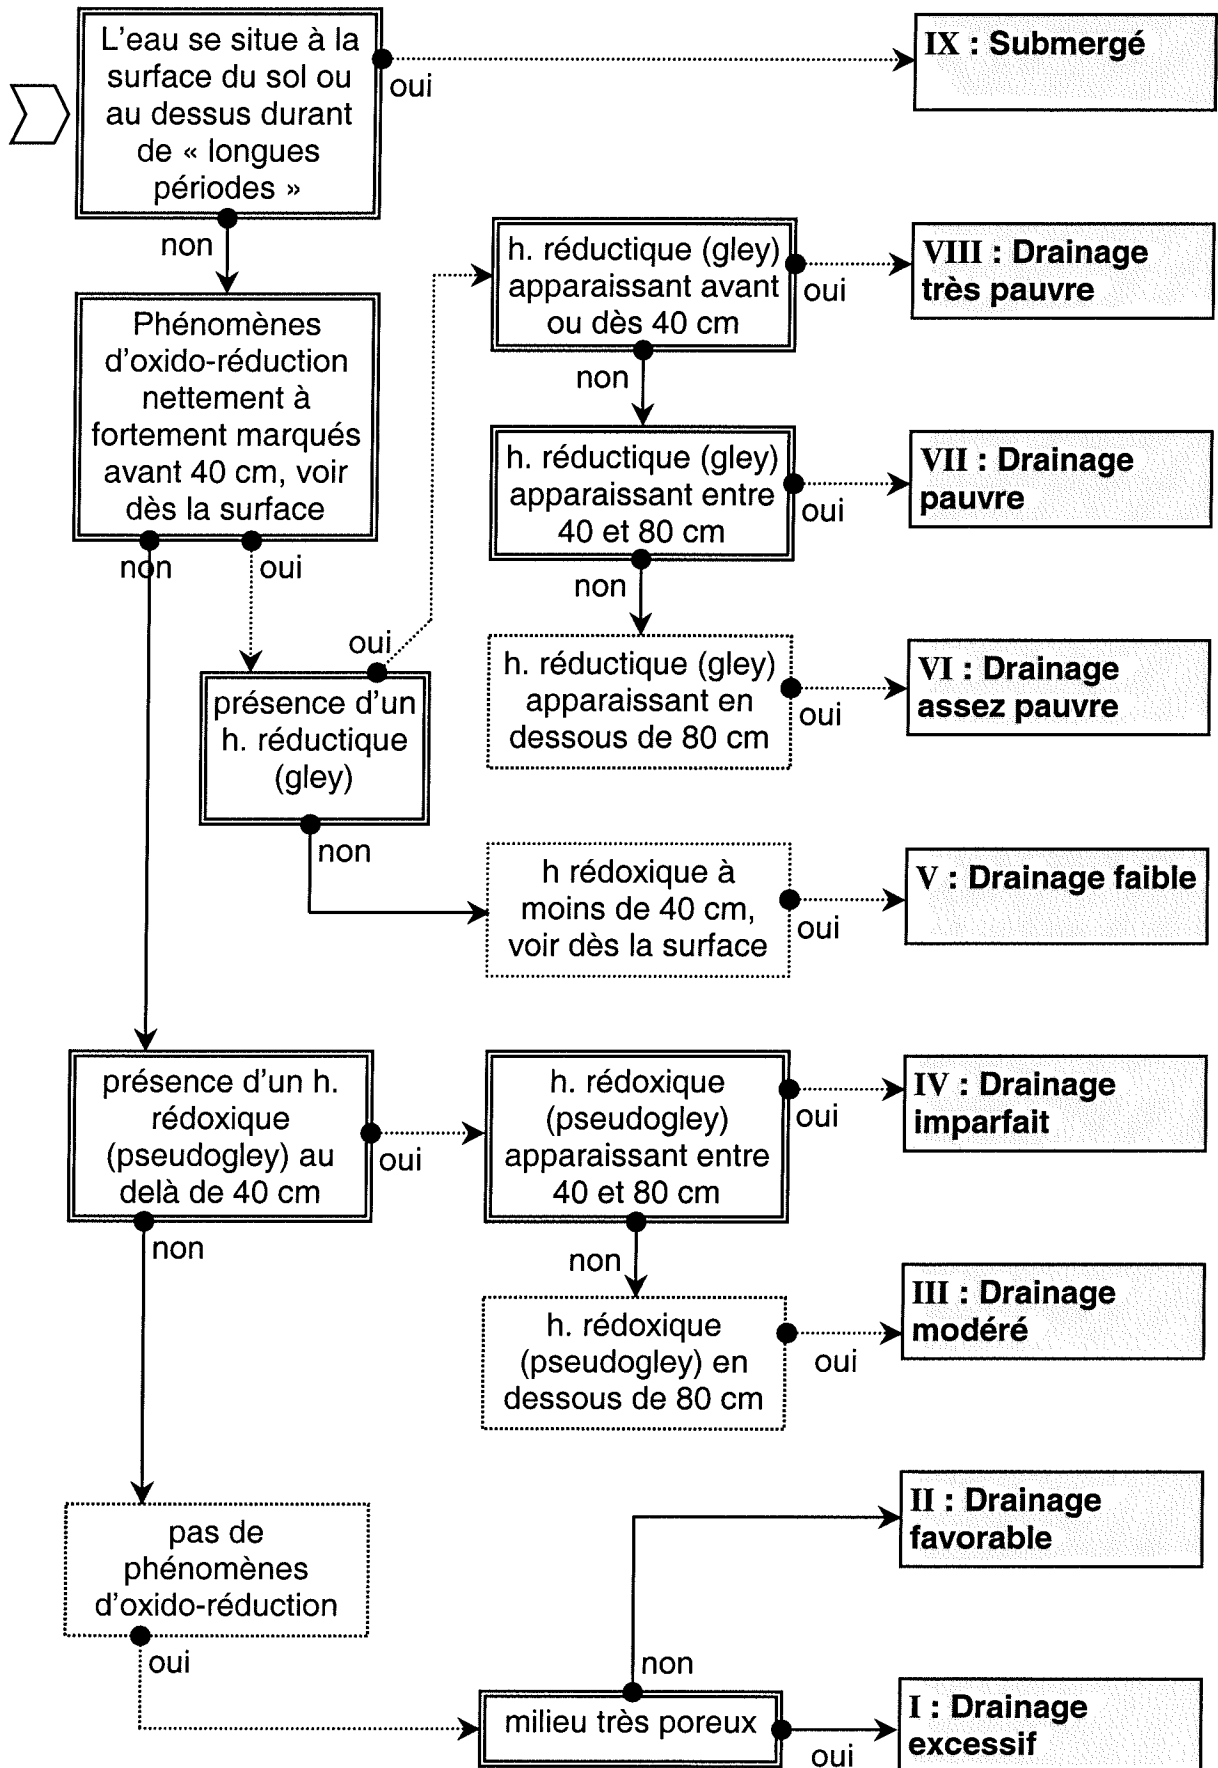 L'eau se situe à la
surface du sol ou
au dessus durant
de « longues
périodes »
oui
IX : Submergé
non
Phénomènes
d'oxido-réduction
nettement à
fortement marqués
avant 40 cm, voir
dès la surface
non
oui
h. réductique (gley)
apparaissant avant
ou dès 40 cm
oui
VIII : Drainage
très pauvre
non
h. réductique (gley)
apparaissant entre
40 et 80 cm
oui
VII : Drainage
pauvre
non
oui
présence d'un
h. réductique
(gley)
non
h. réductique (gley)
apparaissant en
dessous de 80 cm
oui
VI : Drainage
assez pauvre
h rédoxique à
moins de 40 cm,
voir dès la surface
oui
V : Drainage faible
présence d'un h.
rédoxique
(pseudogley) au
delà de 40 cm
oui
non
h. rédoxique
(pseudogley)
apparaissant entre
40 et 80 cm
oui
IV : Drainage
imparfait
non
h. rédoxique
(pseudogley) en
dessous de 80 cm
oui
III : Drainage
modéré
pas de
phénomènes
d'oxido-réduction
oui
II : Drainage
favorable
non
milieu très poreux
oui
I : Drainage
excessif